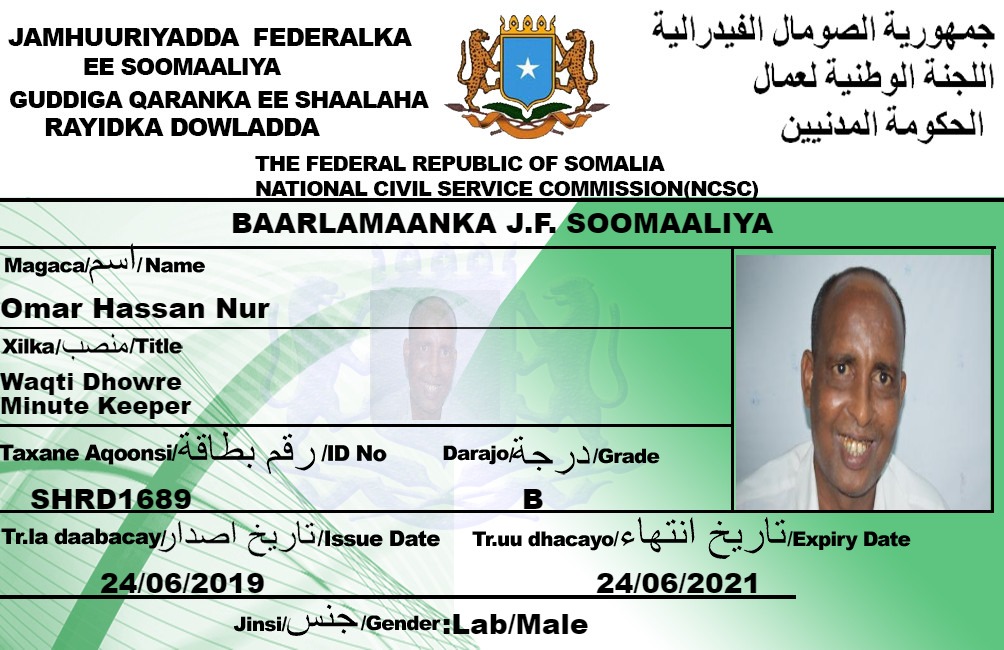 JAMHUURIYADDA FEDERALKA
EE SOOMAALIYA
GUDDIGA QARANKA EE SHAALAHA
RAYIDKA DOWLADDA
جمهورية الصومال الفيدرالية
اللجنة الوطنية لعمال
الحكومة المدنيين
THE FEDERAL REPUBLIC OF SOMALIA
NATIONAL CIVIL SERVICE COMMISSION(NCSC)
BAARLAMAANKA J.F. SOOMAALIYA
Magaca/اسم/Name
Omar Hassan Nur
Xilka/منصب/Title
Waqti Dhowre
Minute Keeper
Taxane Aqoonsi/رقم بطاقة/ID No
Darajo/درجة/Grade
SHRD1689
B
Tr.la daabacay/تاريخ اصدار/Issue Date
Tr.uu dhacayo/تاريخ انتهاء/Expiry Date
24/06/2019
24/06/2021
Jinsi/جنس/Gender:Lab/Male